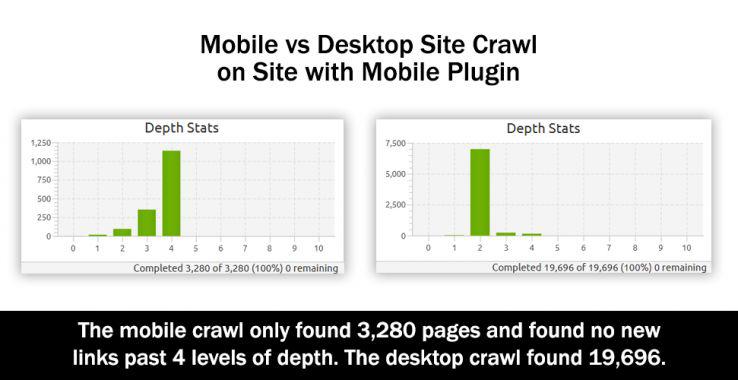 Mobile vs Desktop Site Crawl
on Site with Mobile Plugin
Depth Stats
1,250
1,000
750
500
250
0
0 1 2 3 4 5 6 7 8 9 10
Completed 3,280 of 3,280 (100%) 0 remaining
Depth Stats
7,500
5,000
2,500
0
0 1 2 3 4 5 6 7 8 9 10
Completed 19,696 of 19,696 (100%) 0 remaining
The mobile crawl only found 3,280 pages and found no new
links past 4 levels of depth. The desktop crawl found 19,696.